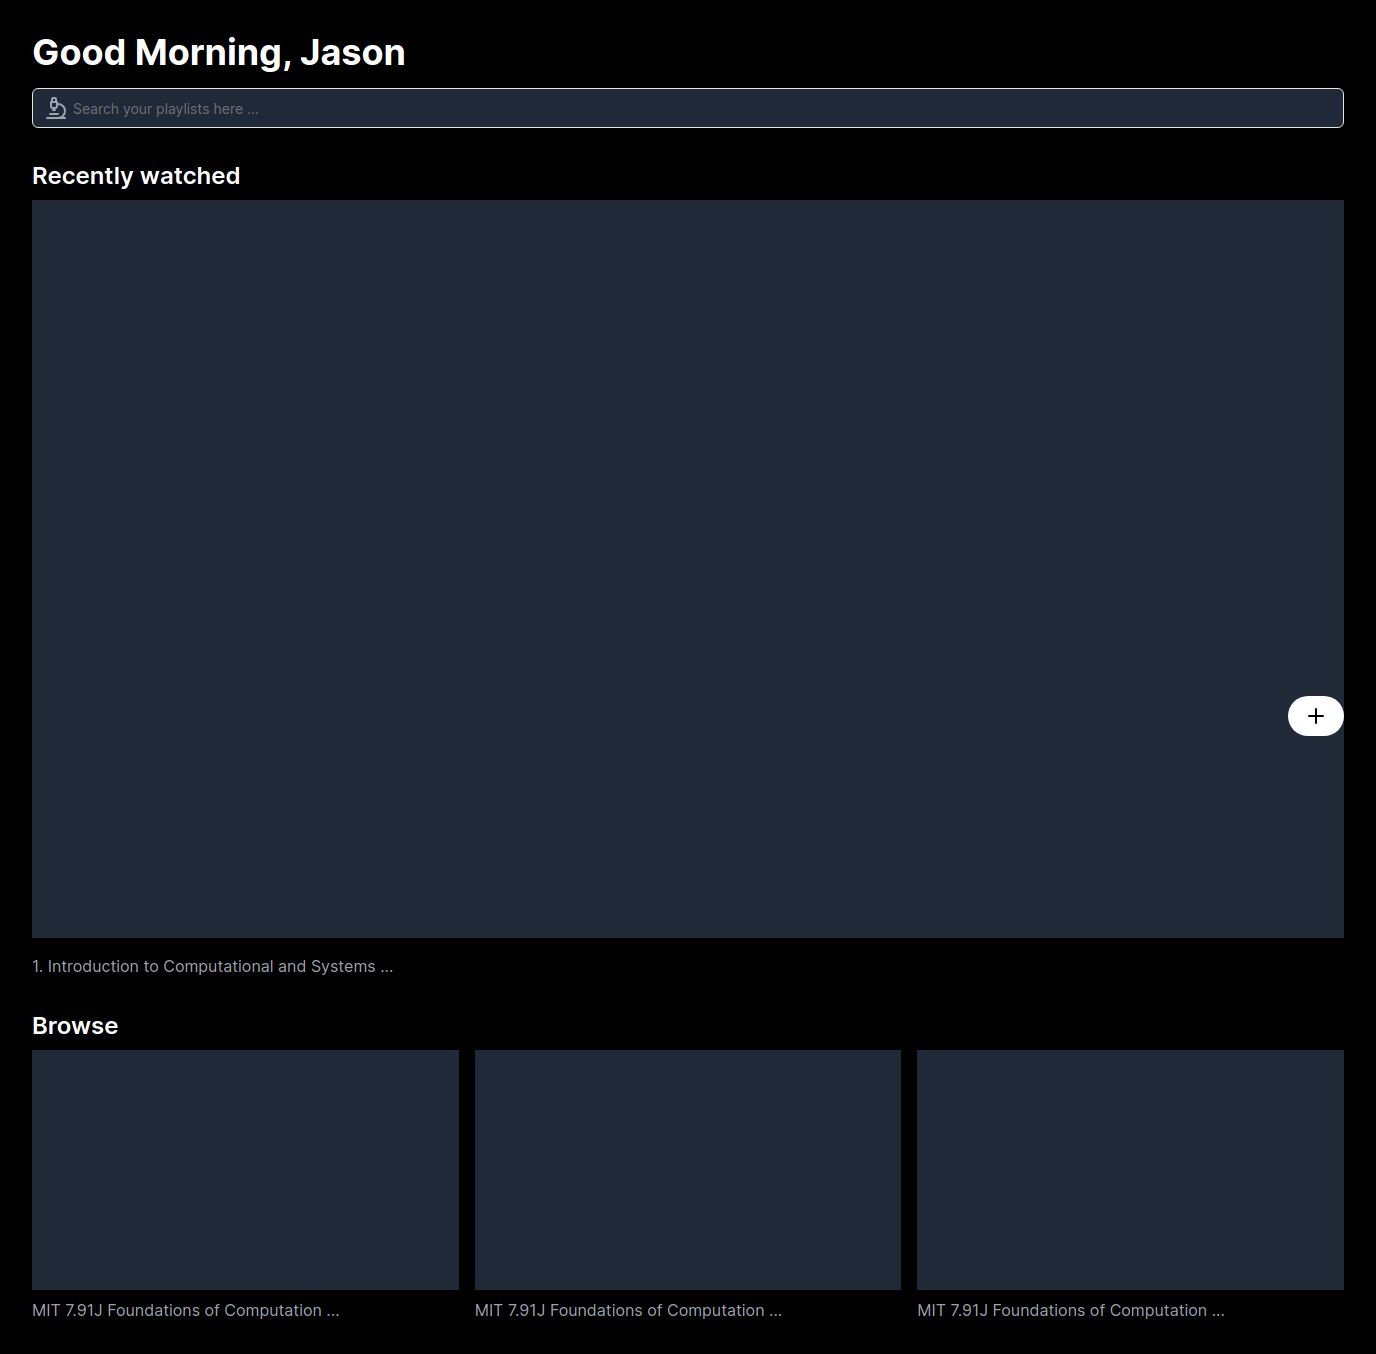 Good Morning, Jason
Search your playlists here ...
Recently watched
1. Introduction to Computational and Systems ...
Browse
MIT 7.91J Foundations of Computation ...
MIT 7.91J Foundations of Computation ...
MIT 7.91J Foundations of Computation ...